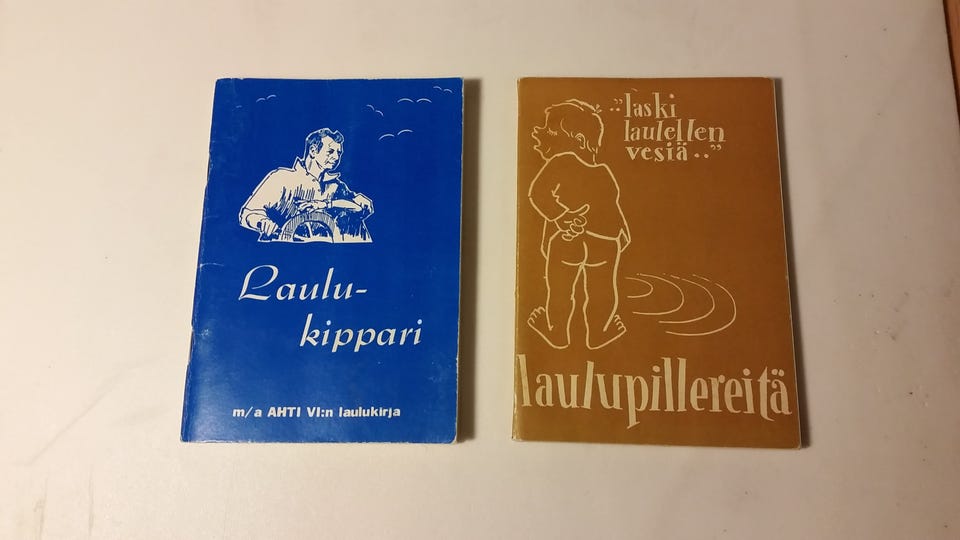 Laulu-
kippari
m/a AHTI VI:n laulukirja
..”laski
laulellen
vesiä..”
laulupillereitä